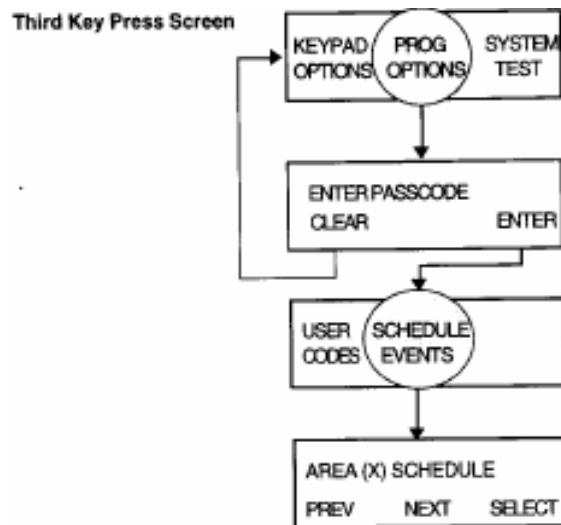 Third Key Press Screen
KEYPAD PROG SYSTEM
OPTIONS OPTIONS TEST
ENTER PASSCODE
CLEAR ENTER
USER SCHEDULE
CODES EVENTS
AREA (X) SCHEDULE
PREV NEXT SELECT